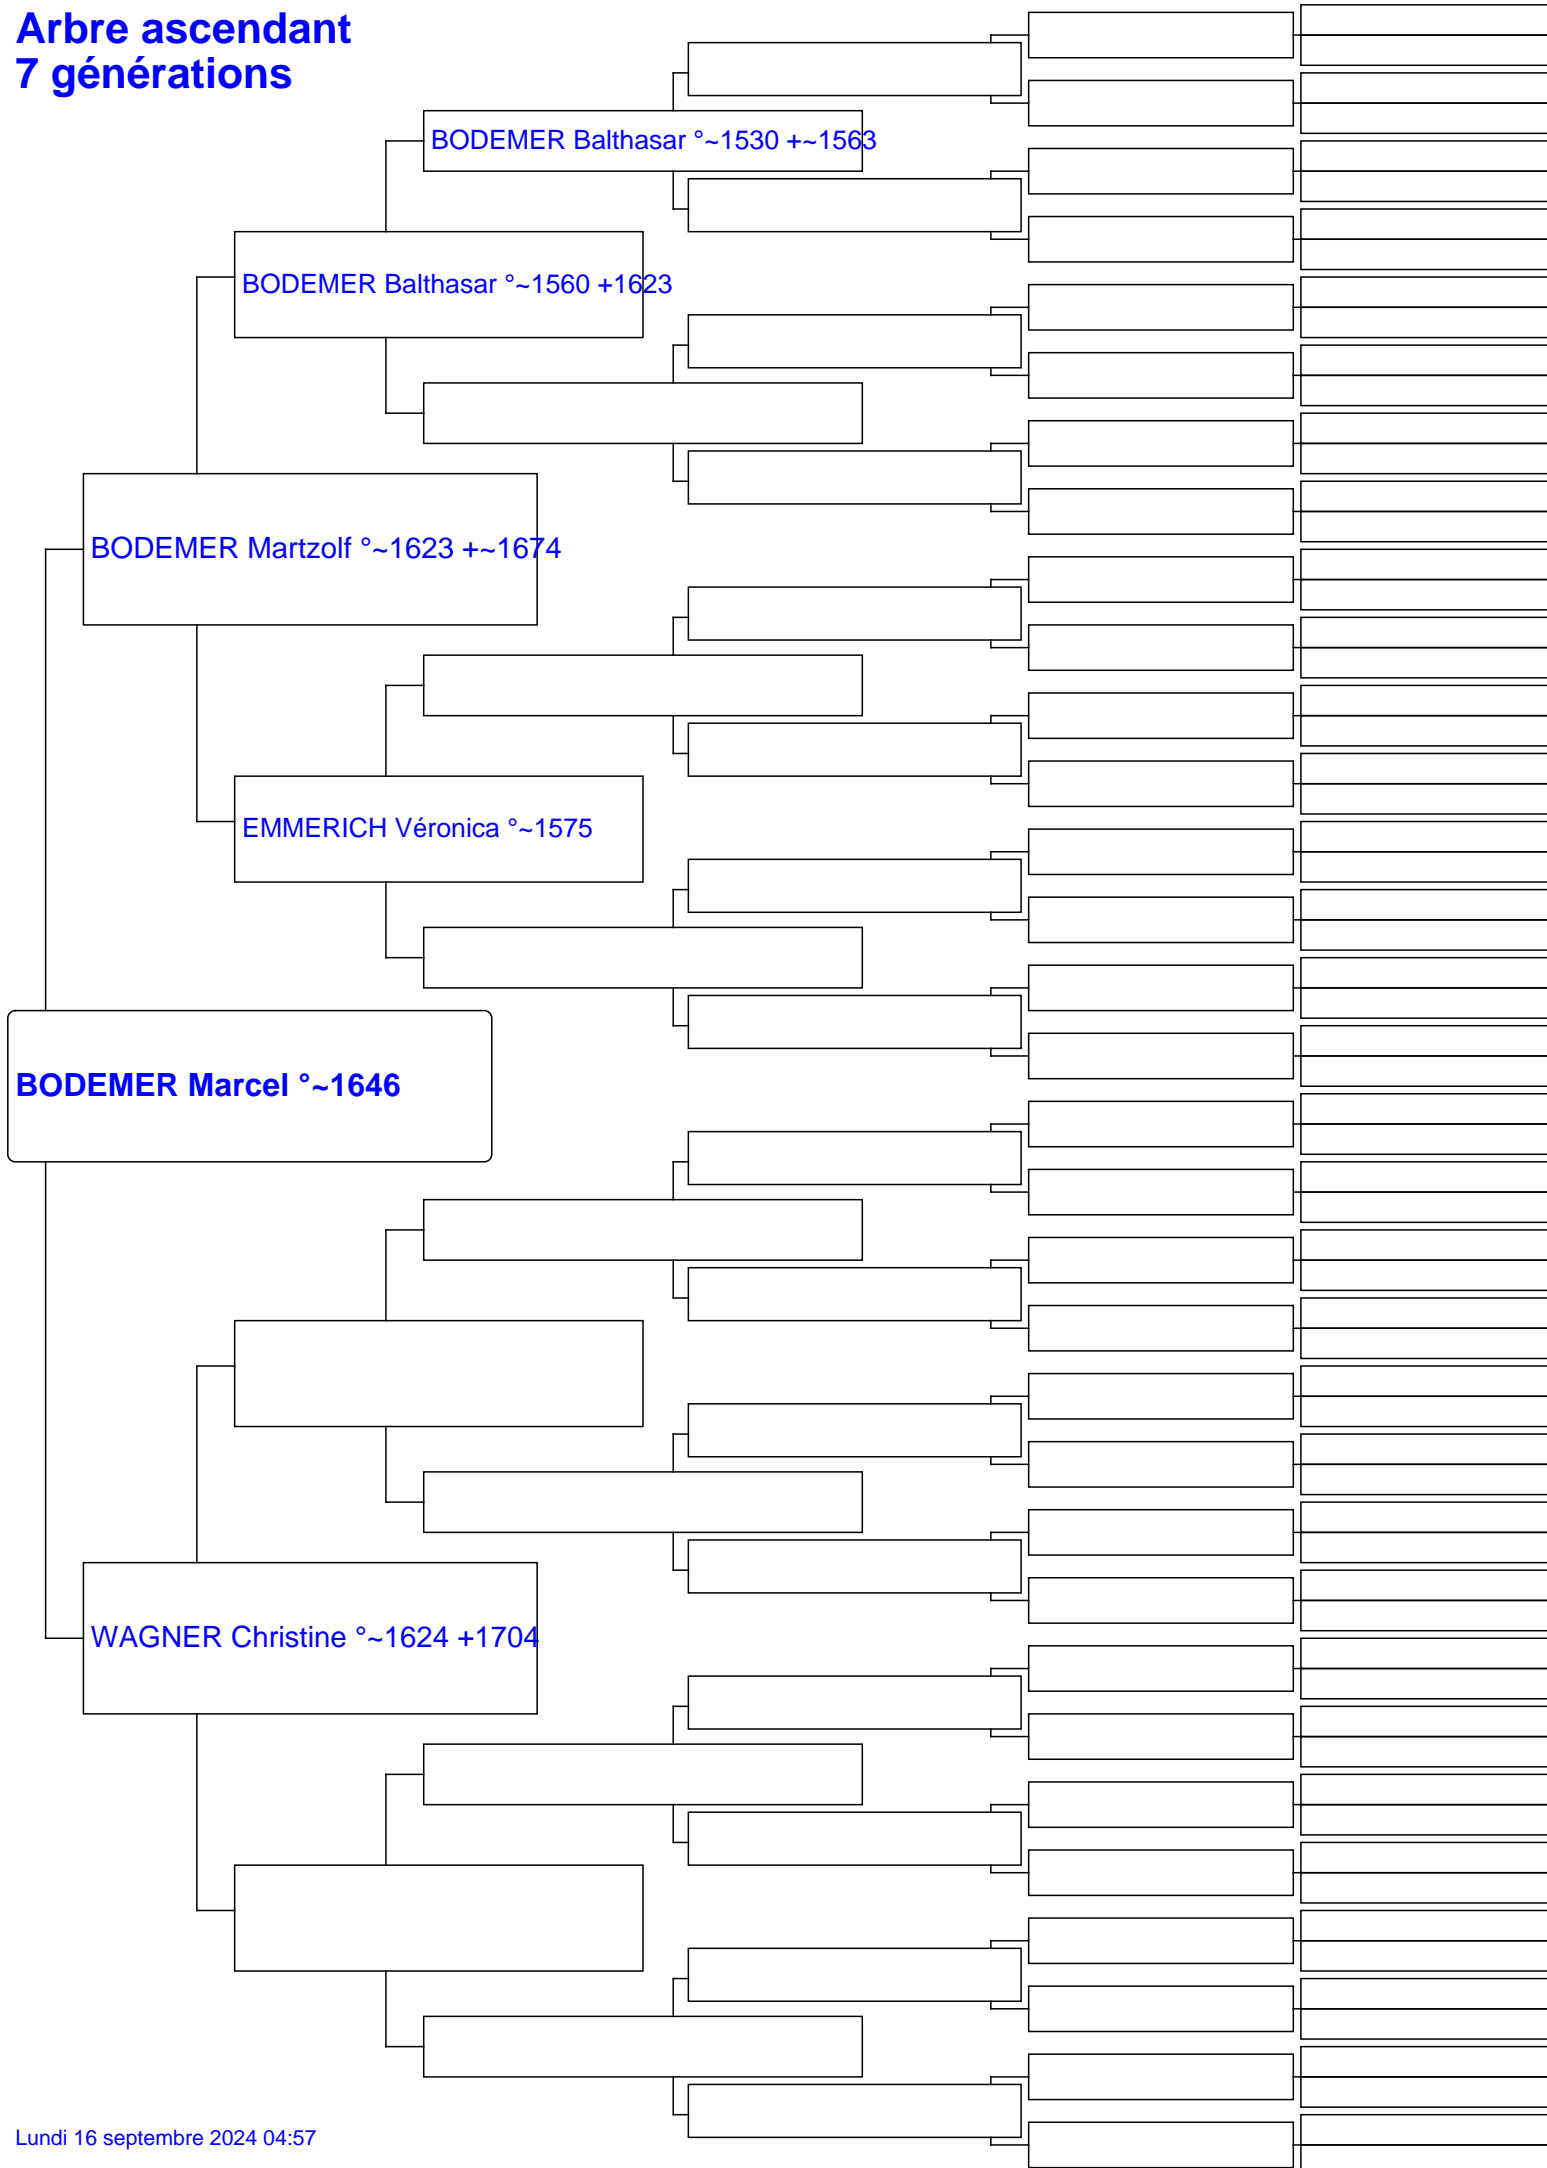 Arbre ascendant
7 générations
BODEMER Balthasar °~1530 +~1563
BODEMER Balthasar °~1560 +1623
BODEMER Martzolf °~1623 +~1674
EMMERICH Véronica °~1575
BODEMER Marcel °~1646
WAGNER Christine °~1624 +1704
Lundi 16 septembre 2024 04:57